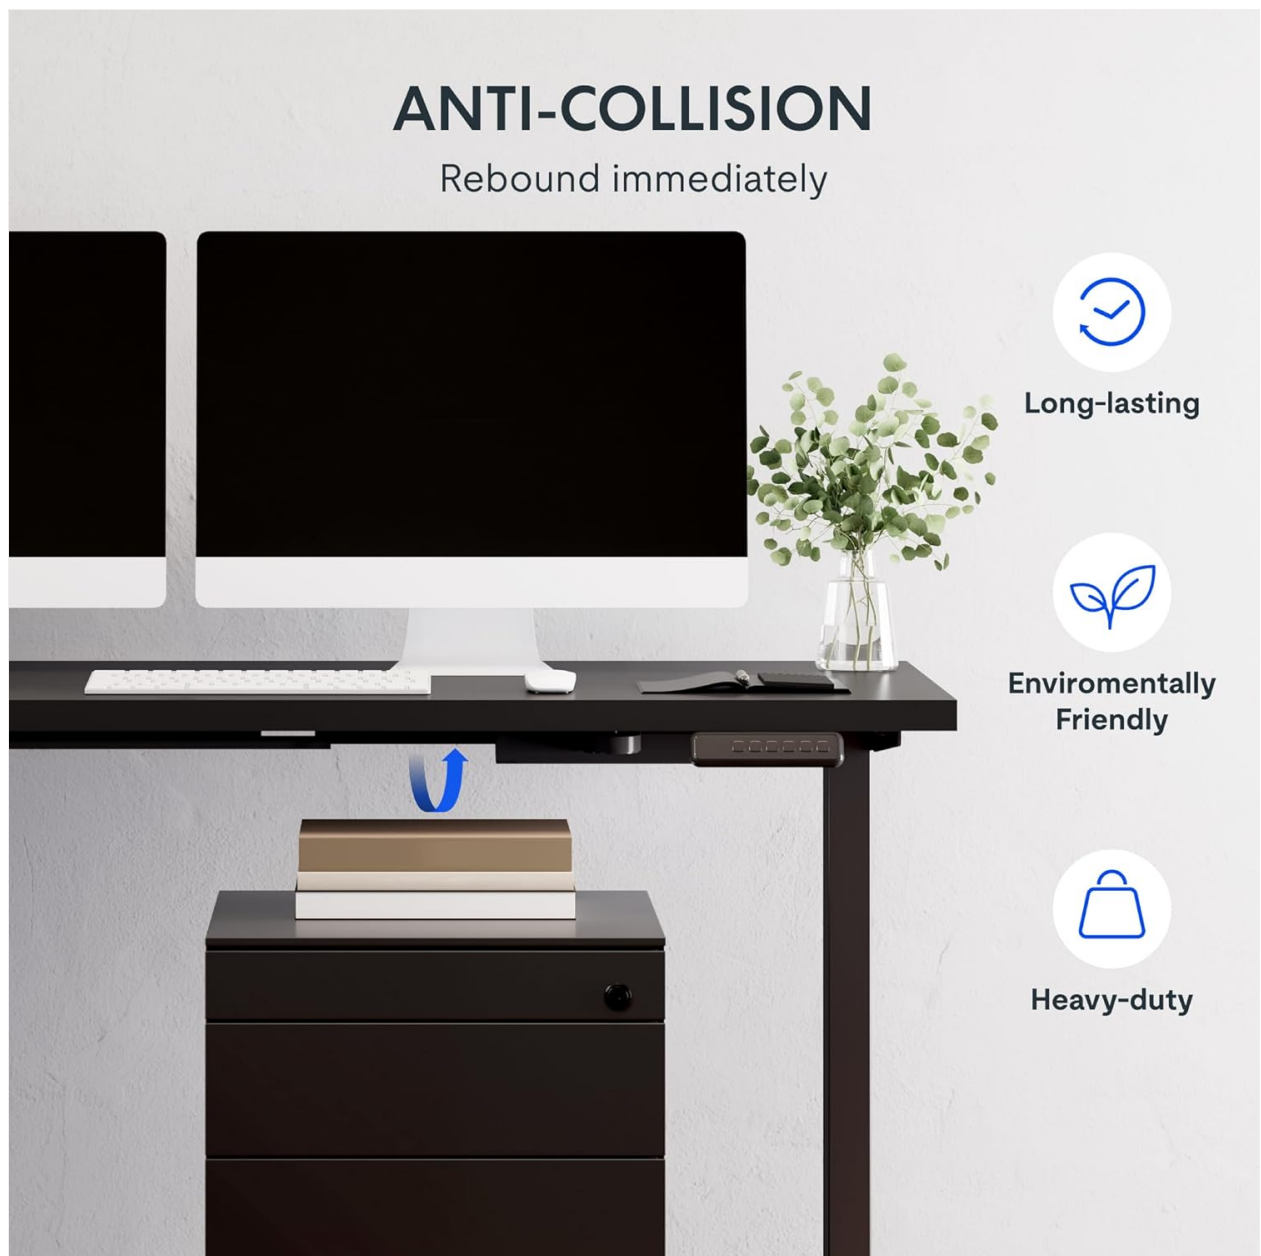 ANTI-COLLISION
Rebound immediately
Long-lasting
Enviromentally
Friendly
Heavy-duty